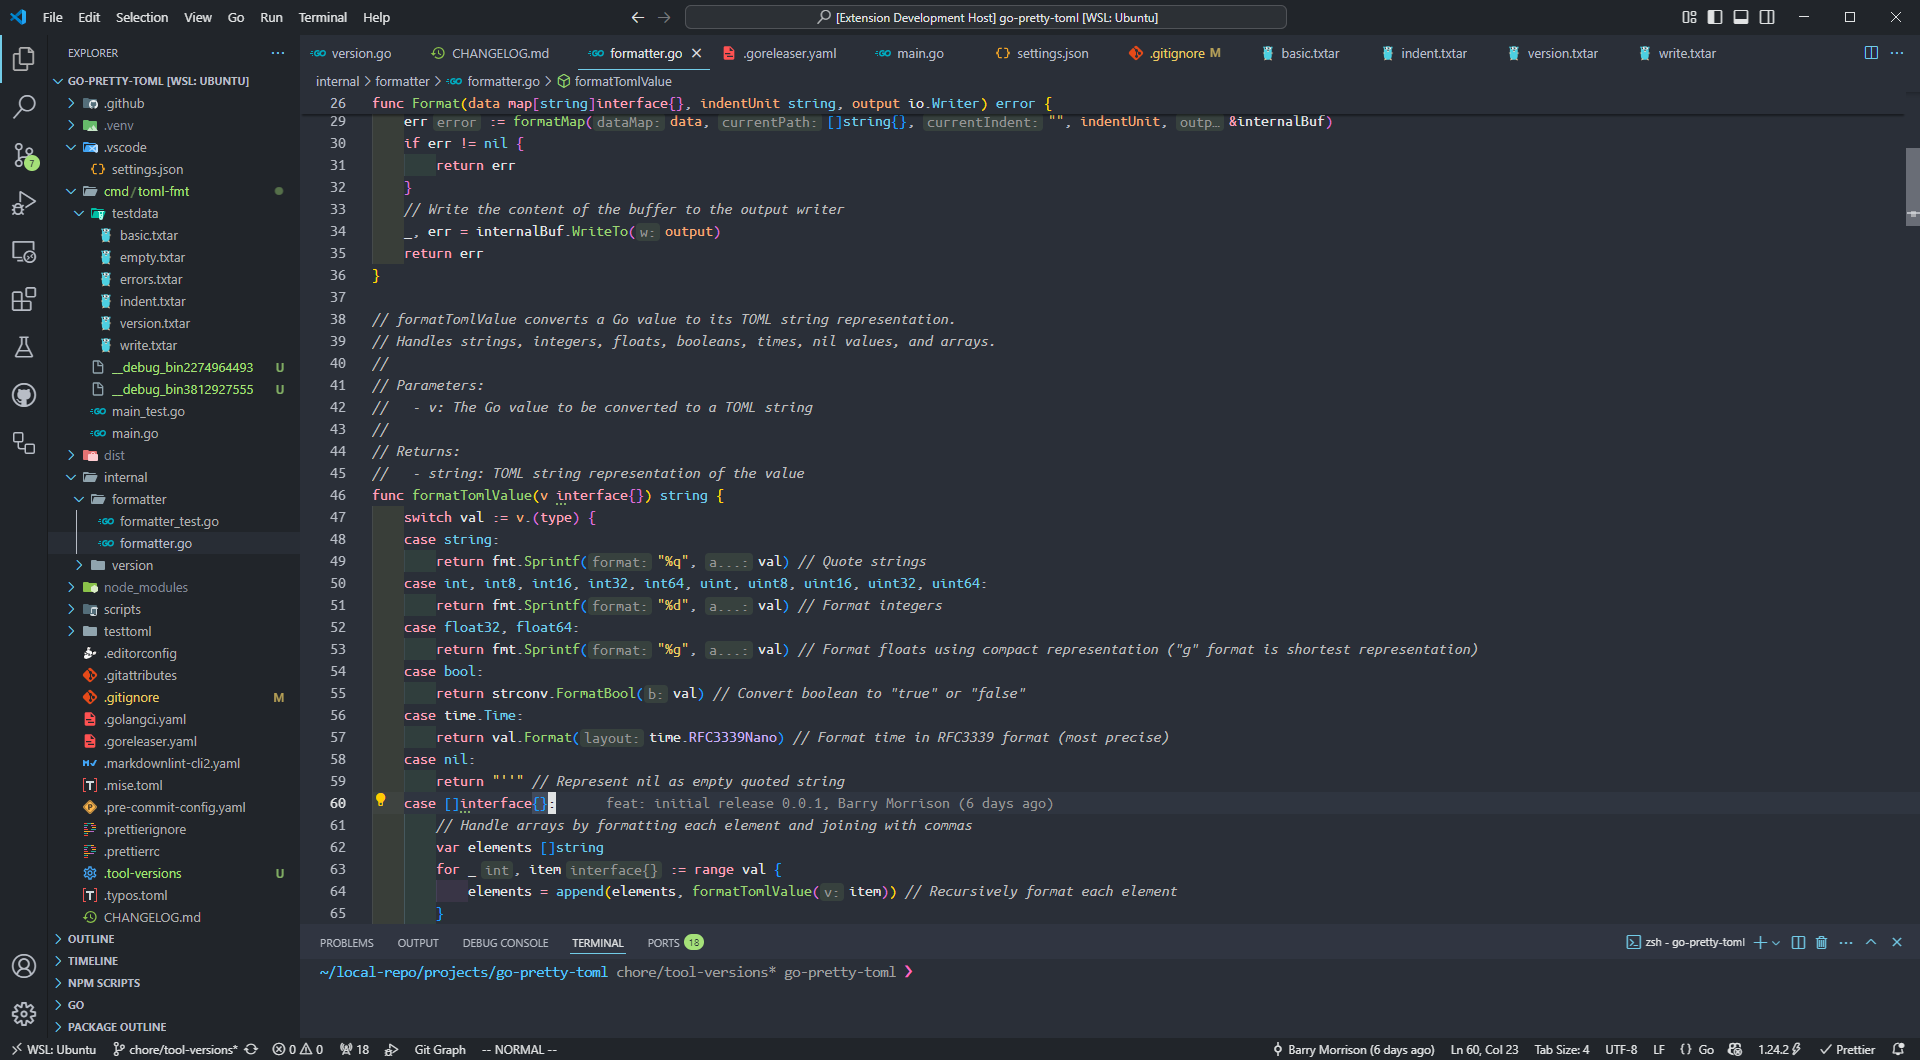 File Edit Selection View Go Run Terminal Help
[Extension Development Host] go-pretty-toml [WSL: Ubuntu]
EXPLORER
GO-PRETTY-TOML [WSL: UBUNTU]
.github
.venv
.vscode
settings.json
cmd/toml-fmt
testdata
basic.txtar
empty.txtar
errors.txtar
indent.txtar
version.txtar
write.txtar
__debug_bin2274964493 U
__debug_bin3812927555 U
main_test.go
main.go
dist
internal
formatter
formatter_test.go
formatter.go
version
node_modules
scripts
testtoml
.editorconfig
.gitattributes
.gitignore M
.golangci.yaml
.goreleaser.yaml
.markdownlint-cli2.yaml
.mise.toml
.pre-commit-config.yaml
.prettierignore
.prettierrc
.tool-versions U
.typos.toml
CHANGELOG.md
OUTLINE
TIMELINE
NPM SCRIPTS
GO
PACKAGE OUTLINE
7
version.go CHANGELOG.md formatter.go .goreleaser.yaml main.go settings.json .gitignore M basic.txtar indent.txtar version.txtar write.txtar
internal > formatter > formatter.go > formatTomlValue
26 func Format(data map[string]interface{}, indentUnit string, output io.Writer) error {
29 err error := formatMap(dataMap: data, currentPath: []string{}, currentIndent: "", indentUnit, outp… &internalBuf)
30 if err != nil {
31 return err
32 }
33 // Write the content of the buffer to the output writer
34 _, err = internalBuf.WriteTo(w: output)
35 return err
36 }
37
38 // formatTomlValue converts a Go value to its TOML string representation.
39 // Handles strings, integers, floats, booleans, times, nil values, and arrays.
40 //
41 // Parameters:
42 //   - v: The Go value to be converted to a TOML string
43 //
44 // Returns:
45 //   - string: TOML string representation of the value
46 func formatTomlValue(v interface{}) string {
47 switch val := v.(type) {
48 case string:
49 return fmt.Sprintf(format: "%q", a...: val) // Quote strings
50 case int, int8, int16, int32, int64, uint, uint8, uint16, uint32, uint64:
51 return fmt.Sprintf(format: "%d", a...: val) // Format integers
52 case float32, float64:
53 return fmt.Sprintf(format: "%g", a...: val) // Format floats using compact representation ("g" format is shortest representation)
54 case bool:
55 return strconv.FormatBool(b: val) // Convert boolean to "true" or "false"
56 case time.Time:
57 return val.Format(layout: time.RFC3339Nano) // Format time in RFC3339 format (most precise)
58 case nil:
59 return "''" // Represent nil as empty quoted string
60 case []interface{}: feat: initial release 0.0.1, Barry Morrison (6 days ago)
61 // Handle arrays by formatting each element and joining with commas
62 var elements []string
63 for _ int, item interface{} := range val {
64 elements = append(elements, formatTomlValue(v: item)) // Recursively format each element
65 }
PROBLEMS OUTPUT DEBUG CONSOLE TERMINAL PORTS 18
zsh - go-pretty-toml
~/local-repo/projects/go-pretty-toml chore/tool-versions* go-pretty-toml ❯
WSL: Ubuntu chore/tool-versions* 0 0 18 Git Graph -- NORMAL -- Barry Morrison (6 days ago) Ln 60, Col 23 Tab Size: 4 UTF-8 LF {} Go 1.24.2 Prettier